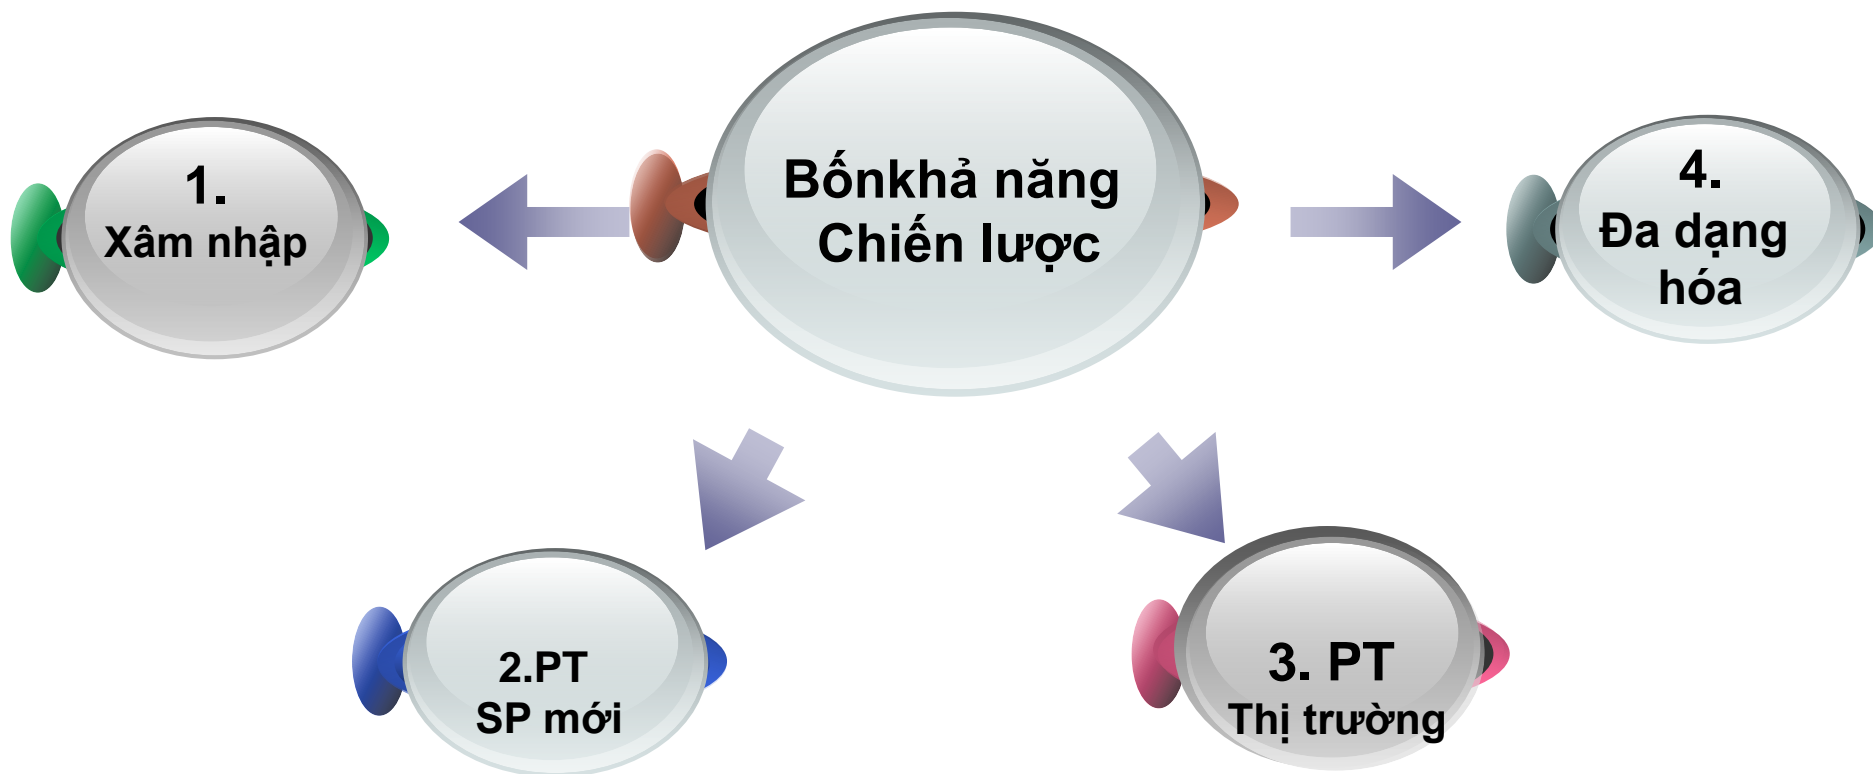 Bốnkhả năng
Chiến lược
1.
Xâm nhập
2.PT
SP mới
3. PT
Thị trường
4.
Đa dạng
hóa